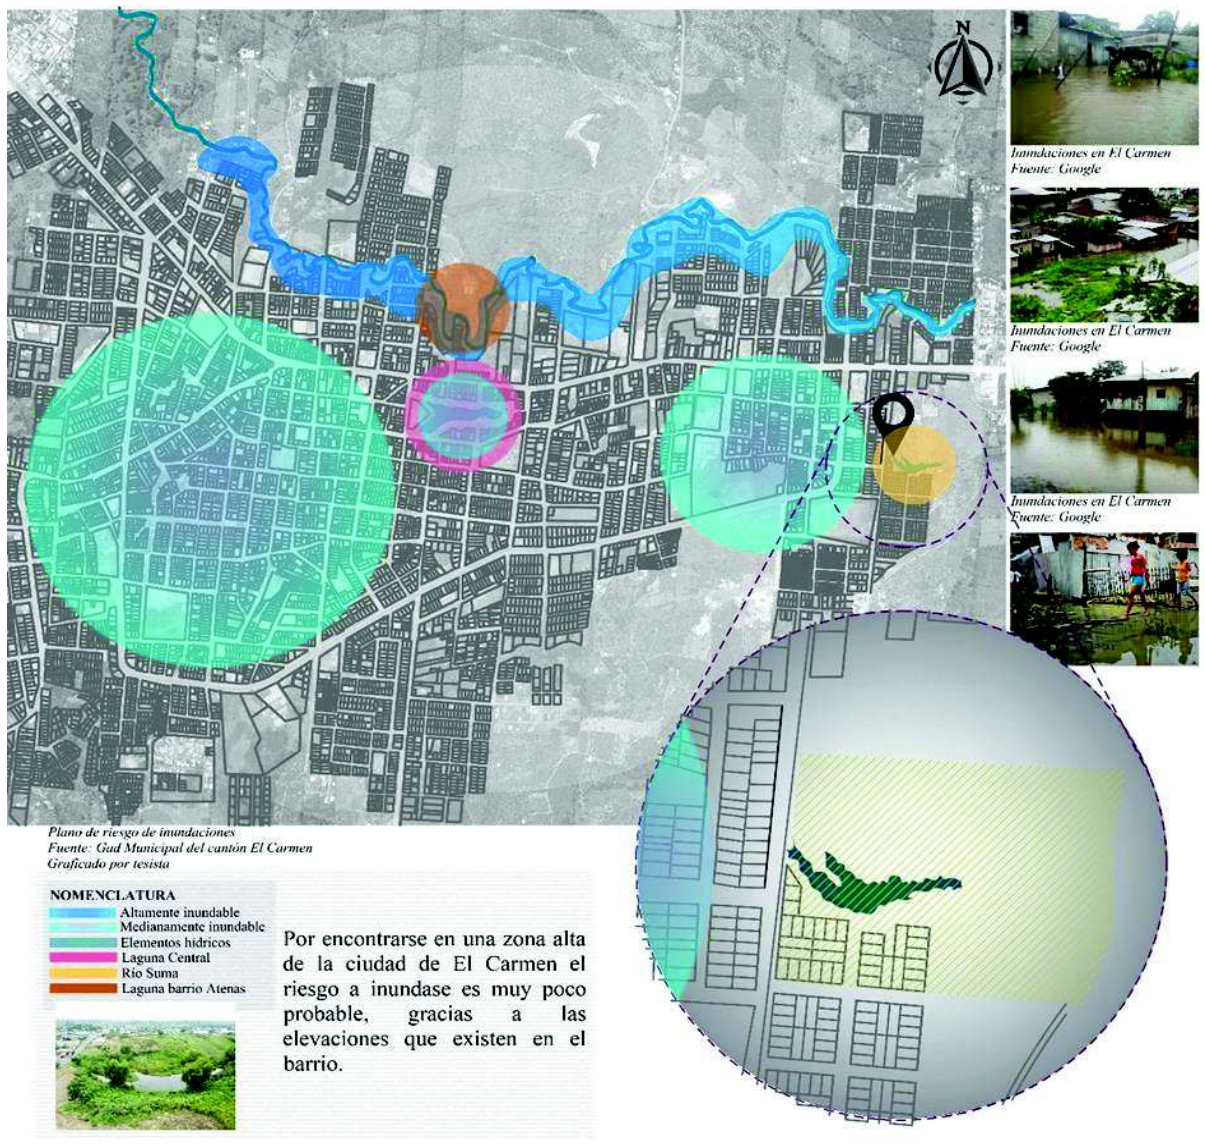 N
Inundaciones en El Carmen
Fuente: Google
Inundaciones en El Carmen
Fuente: Google
Inundaciones en El Carmen
Fuente: Google
Plano de riesgo de inundaciones
Fuente: Gad Municipal del cantón El Carmen
Graficado por tesista
NOMENCLATURA
Altamente inundable
Medianamente inundable
Elementos hídricos
Laguna Central
Río Suma
Laguna barrio Atenas
Por encontrarse en una zona alta
de la ciudad de El Carmen el
riesgo a inundase es muy poco
probable, gracias a las
elevaciones que existen en el
barrio.